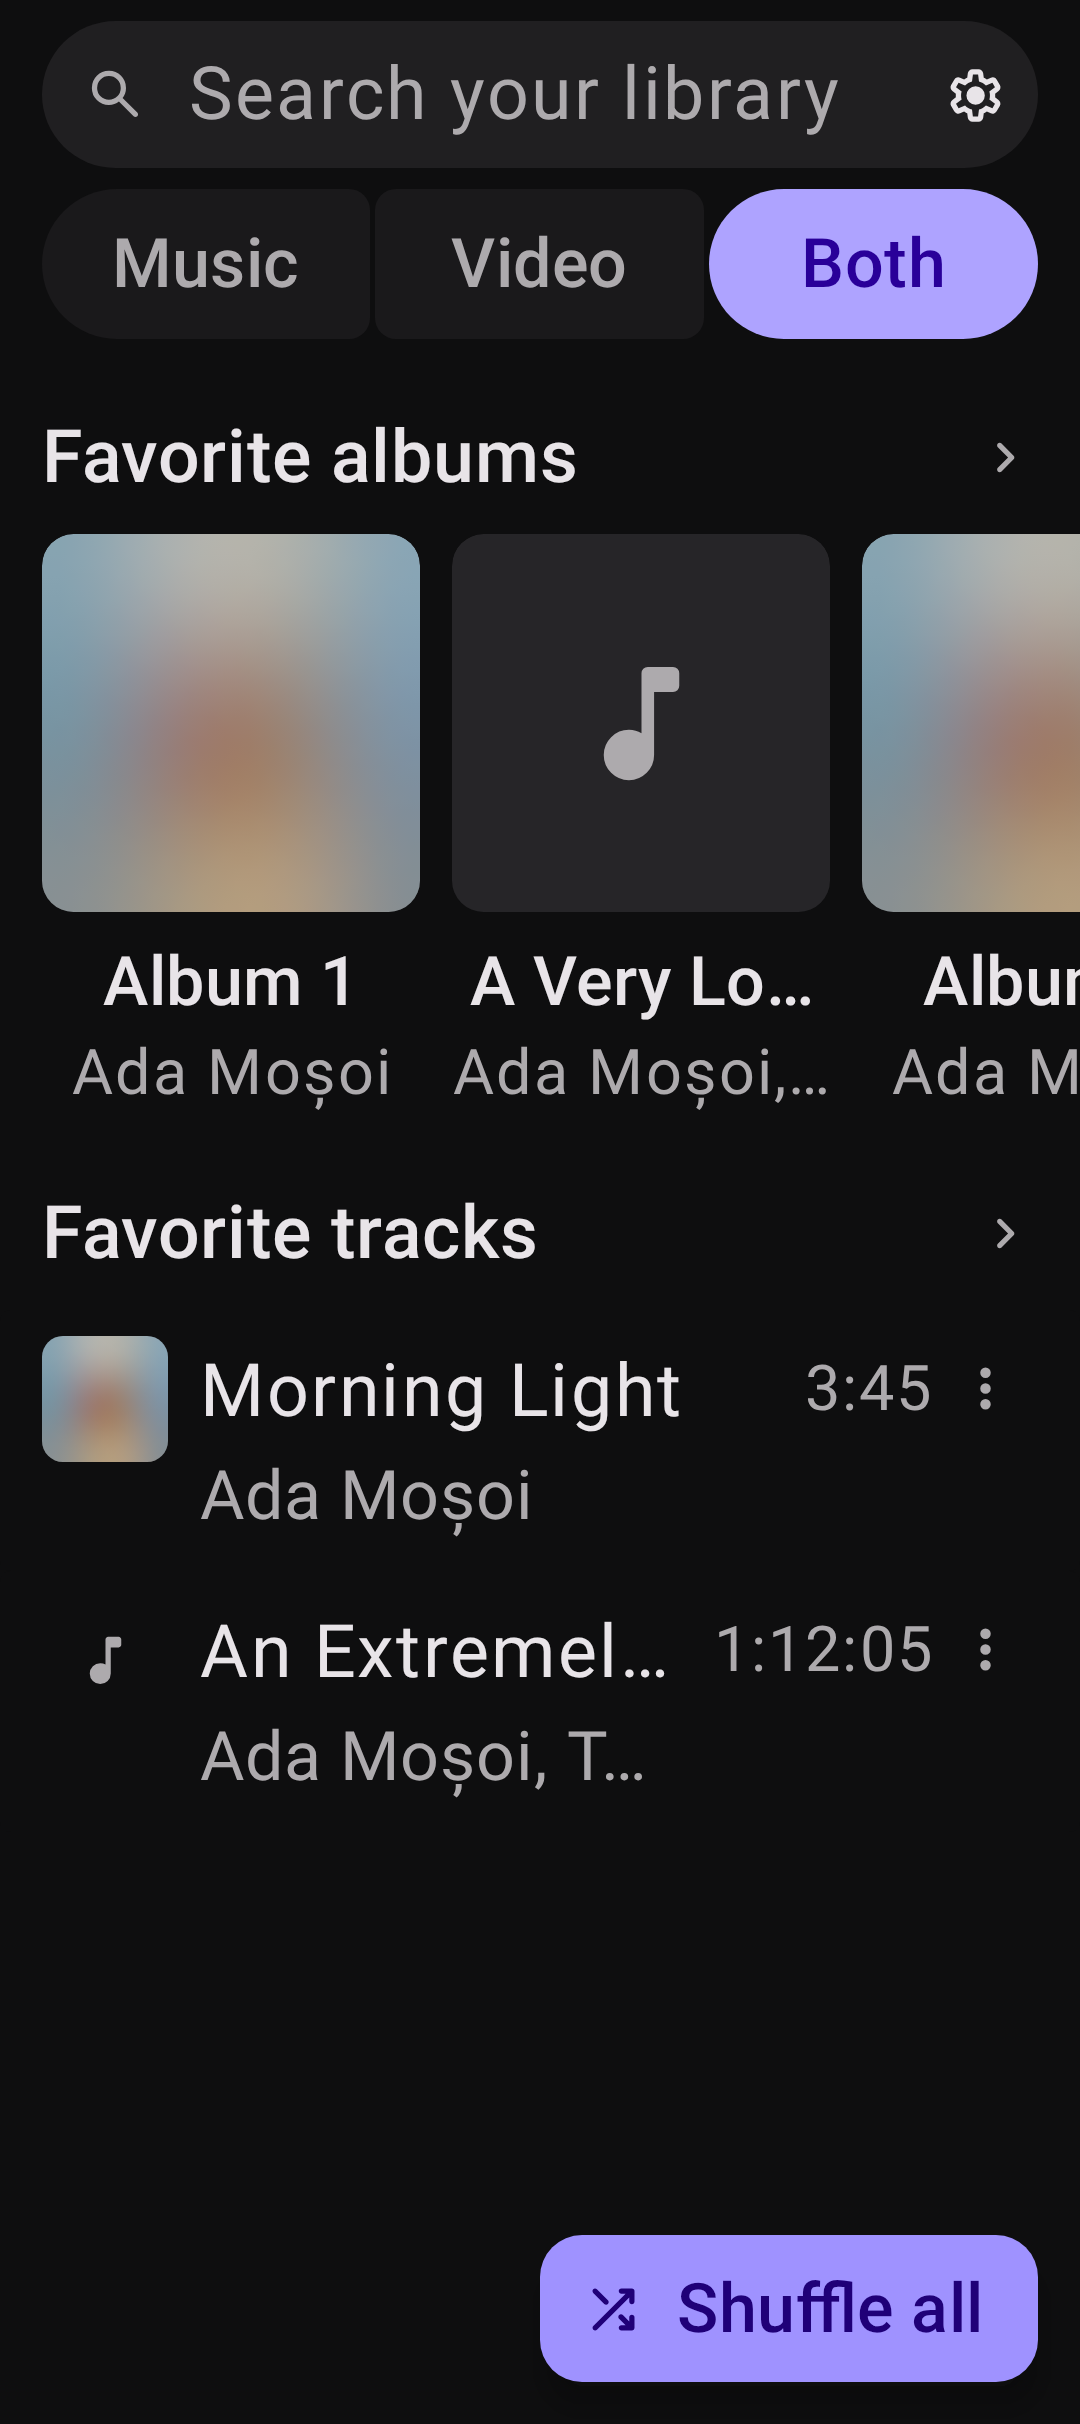 Search your library
Music Video Both
Favorite albums
Album 1 A Very Lo… Albu
Ada Moșoi Ada Moșoi,… Ada M
Favorite tracks
Morning Light 3:45
Ada Moșoi
An Extremel… 1:12:05
Ada Moșoi, T…
Shuffle all